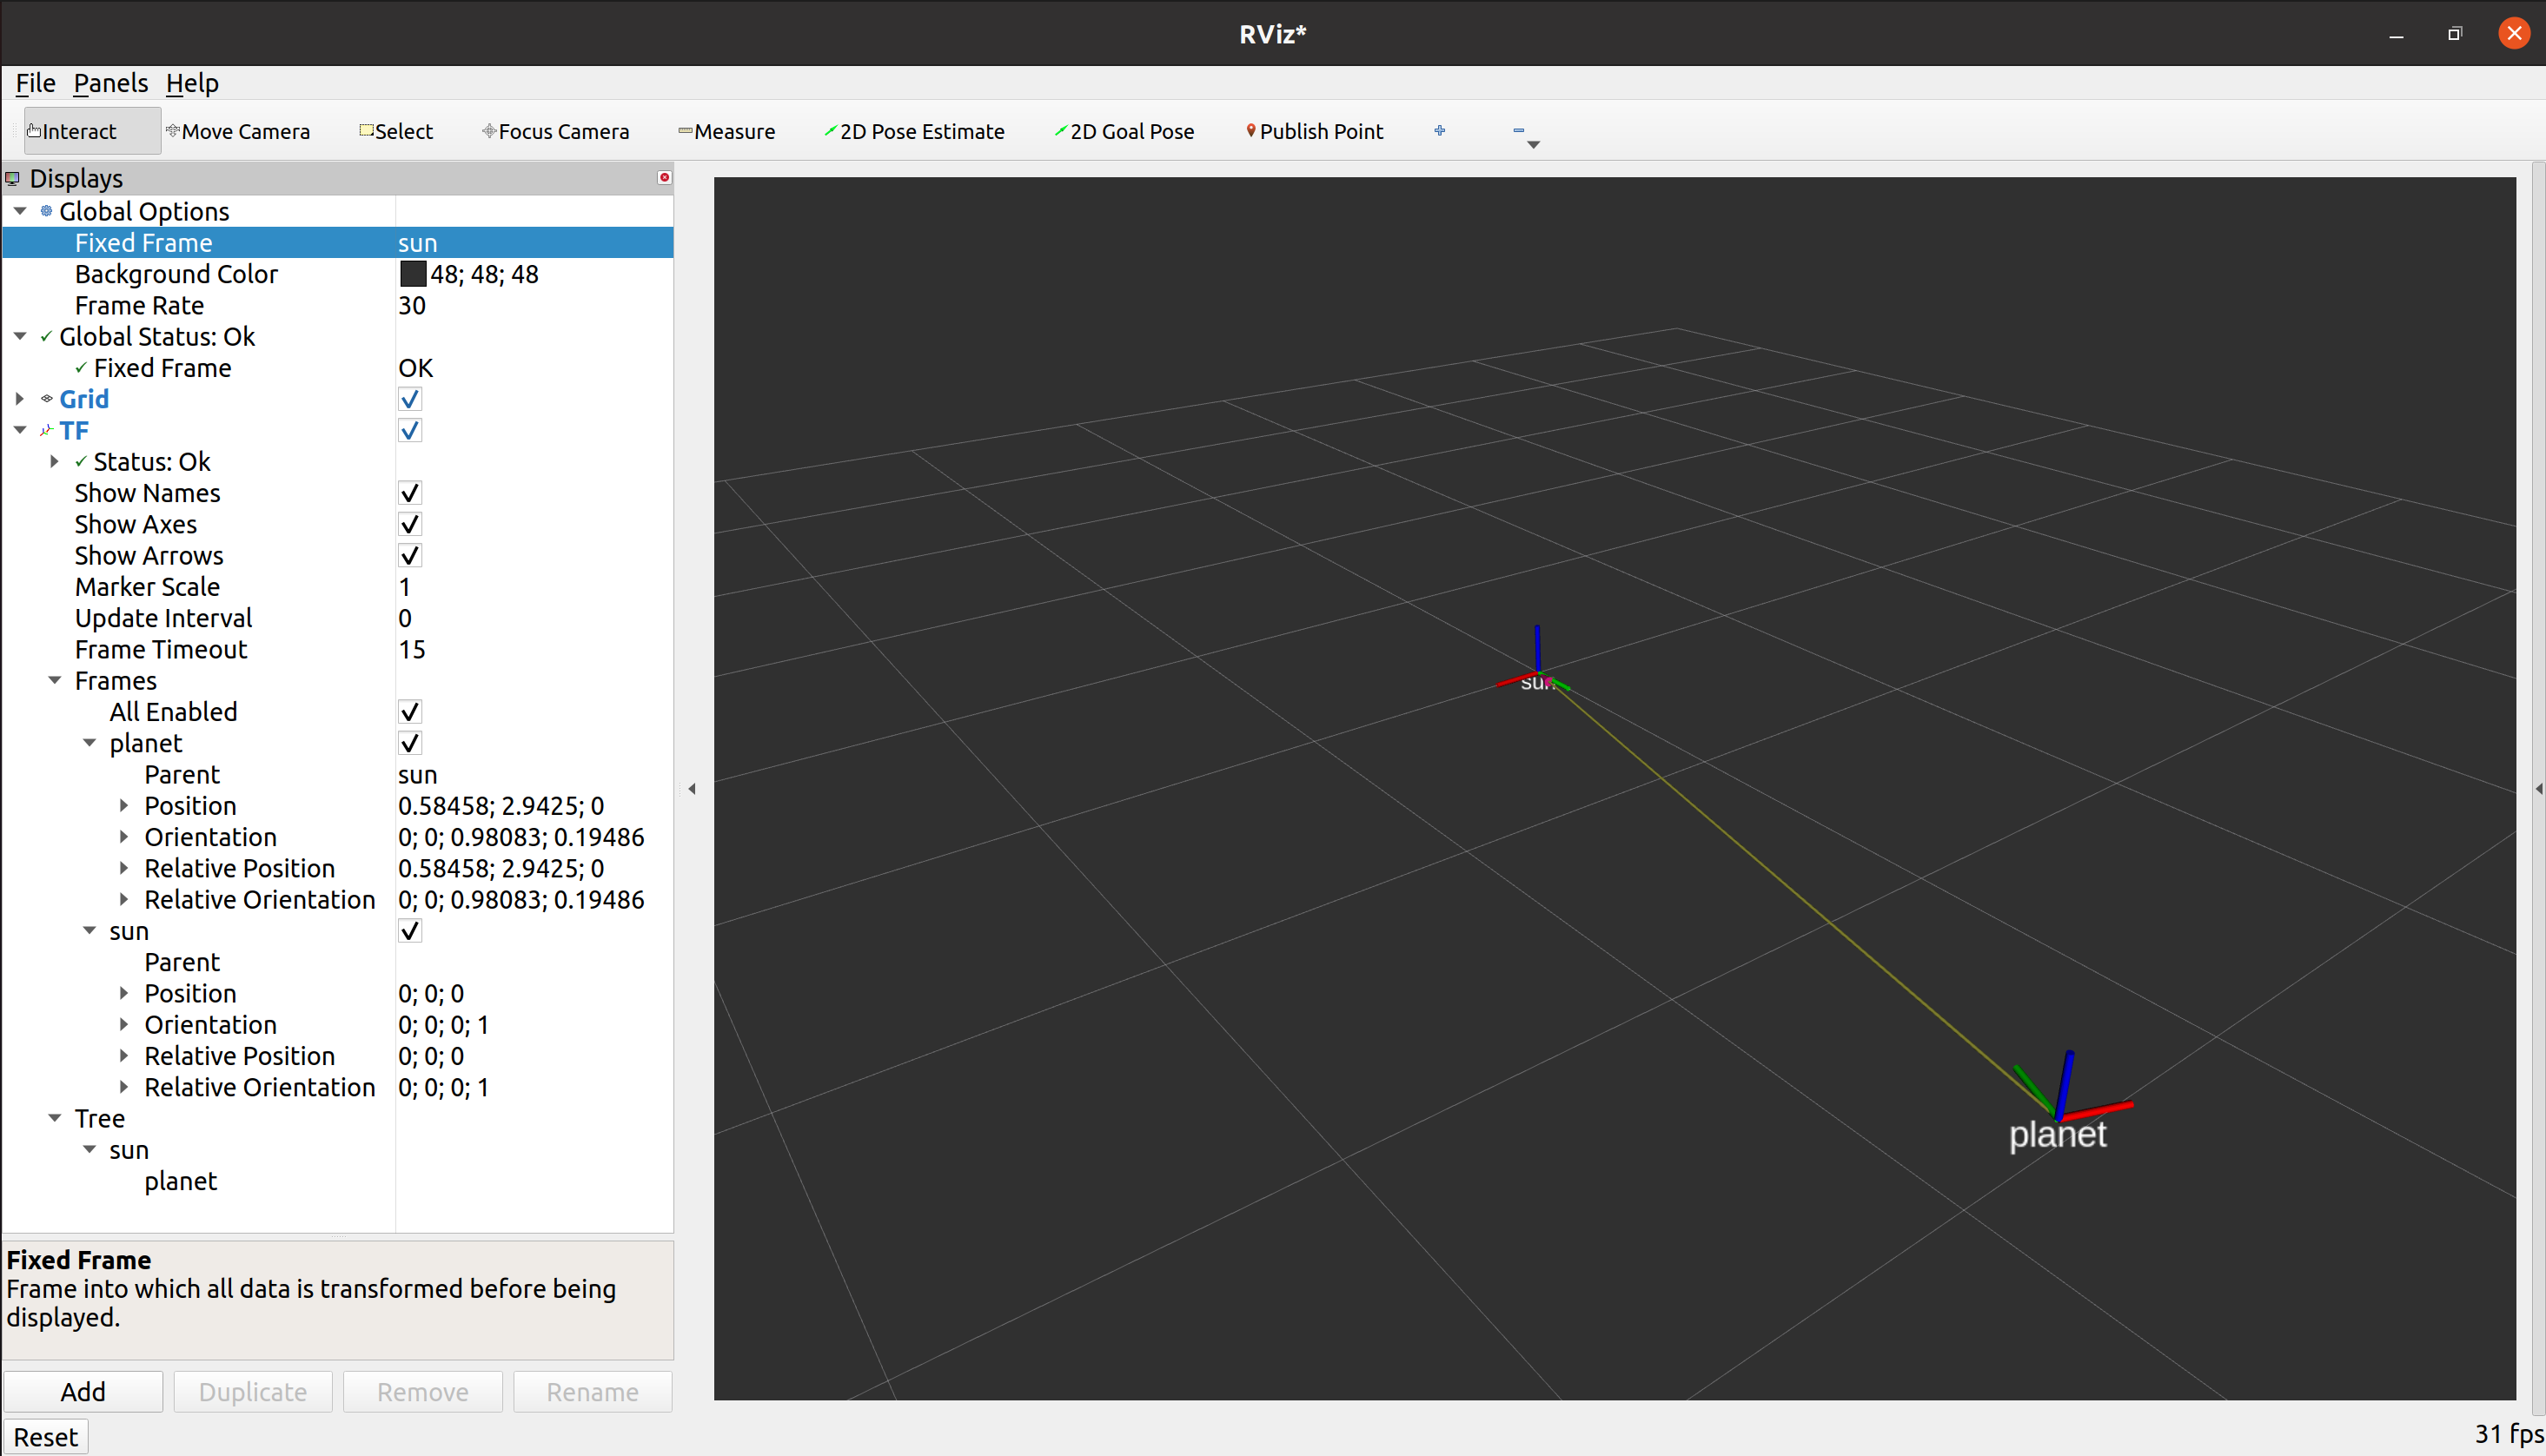 RViz*
File Panels Help
Interact Move Camera Select Focus Camera Measure 2D Pose Estimate 2D Goal Pose Publish Point
Displays
Global Options
Fixed Frame sun
Background Color 48; 48; 48
Frame Rate 30
Global Status: Ok
Fixed Frame OK
Grid
TF
Status: Ok
Show Names
Show Axes
Show Arrows
Marker Scale 1
Update Interval 0
Frame Timeout 15
Frames
All Enabled
planet
Parent sun
Position 0.58458; 2.9425; 0
Orientation 0; 0; 0.98083; 0.19486
Relative Position 0.58458; 2.9425; 0
Relative Orientation 0; 0; 0.98083; 0.19486
sun
Parent
Position 0; 0; 0
Orientation 0; 0; 0; 1
Relative Position 0; 0; 0
Relative Orientation 0; 0; 0; 1
Tree
sun
planet
Fixed Frame
Frame into which all data is transformed before being
displayed.
Add Duplicate Remove Rename
Reset
sun
planet
31 fps